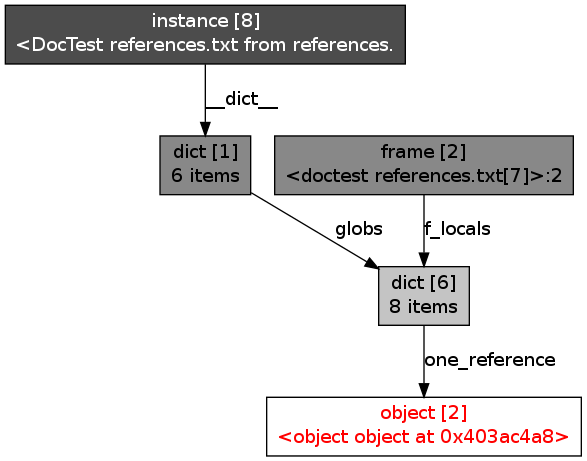 instance [8]
<DocTest references.txt from references.
__dict__
dict [1]
6 items
frame [2]
<doctest references.txt[7]>:2
globs
f_locals
dict [6]
8 items
one_reference
object [2]
<object object at 0x403ac4a8>